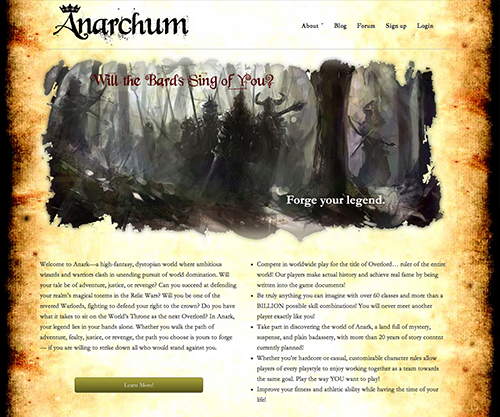 Anarchum
About Blog Forum Sign up Login
Will the Bard's Sing of You?
Forge your legend.
Welcome to Anark—a high-fantasy, dystopian world where ambitious
wizards and warriors clash in unending pursuit of world domination. Will
your tale be of adventure, justice, or revenge? Can you succeed at defending
your realm's magical totems in the Relic Wars? Will you be one of the
revered Warlords, fighting to defend your right to the crown? Do you have
what it takes to sit on the World's Throne as the next Overlord? In Anark,
your legend lies in your hands alone. Whether you walk the path of
adventure, fealty, justice, or revenge, the path you choose is yours to forge
— if you are willing to strike down all who would stand against you.
Learn More!
• Compete in worldwide play for the title of Overlord… ruler of the entire
world! Our players make actual history and achieve real fame by being
written into the game documents!
• Be truly anything you can imagine with over 60 classes and more than a
BILLION possible skill combinations! You will never meet another
player exactly like you!
• Take part in discovering the world of Anark, a land full of mystery,
suspense, and plain badassery, with more than 20 years of story content
currently planned!
• Whether you're hardcore or casual, customizable character rules allow
players of every playstyle to enjoy working together as a team towards
the same goal. Play the way YOU want to play!
• Improve your fitness and athletic ability while having the time of your
life!